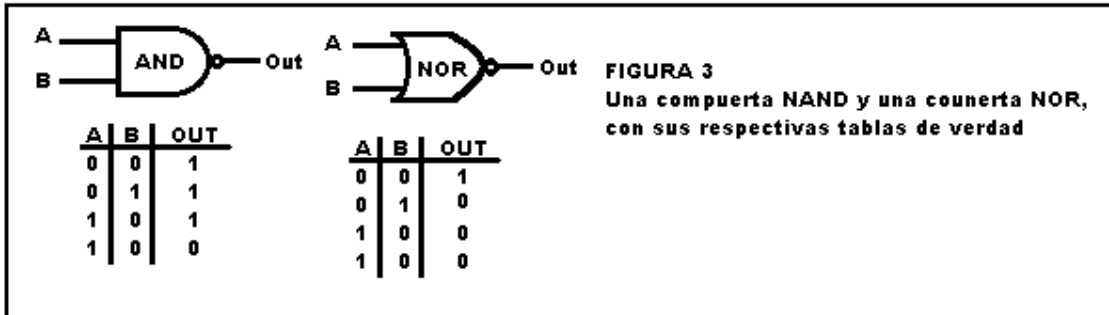 A
B
AND
Out
A
B
NOR
Out
FIGURA 3
Una compuerta NAND y una counerta NOR,
con sus respectivas tablas de verdad
A B OUT
0 0 1
0 1 1
1 0 1
1 0 0
A B OUT
0 0 1
0 1 0
1 0 0
1 0 0